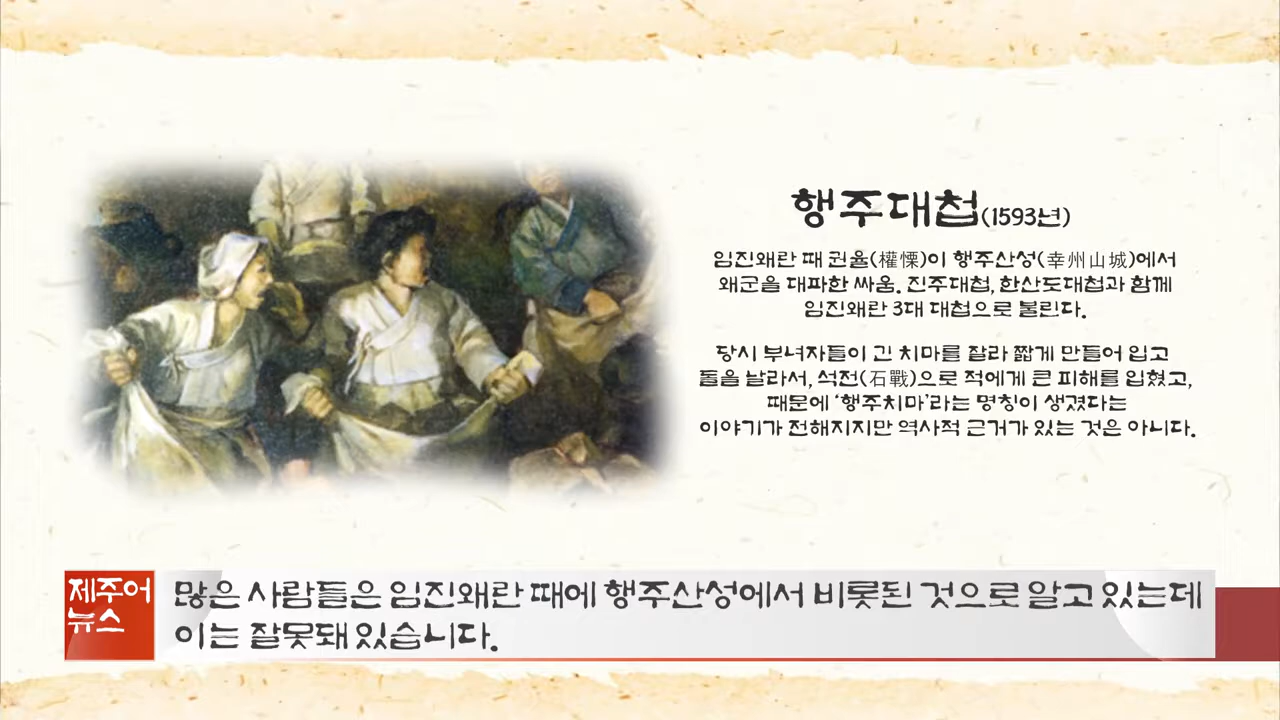 행주대첩(1593년)
임진왜란 때 권율(權慄)이 행주산성(幸州山城)에서
왜군을 대파한 싸움. 진주대첩, 한산도대첩과 함께
임진왜란 3대 대첩으로 불린다.
당시 부녀자들이 긴 치마를 잘라 짧게 만들어 입고
돌을 날라서, 석전(石戰)으로 적에게 큰 피해를 입혔고,
때문에 '행주치마'라는 명칭이 생겼다는
이야기가 전해지지만 역사적 근거가 있는 것은 아니다.
제주어
뉴스
많은 사람들은 임진왜란 때에 행주산성에서 비롯된 것으로 알고 있는데
이는 잘못돼 있습니다.